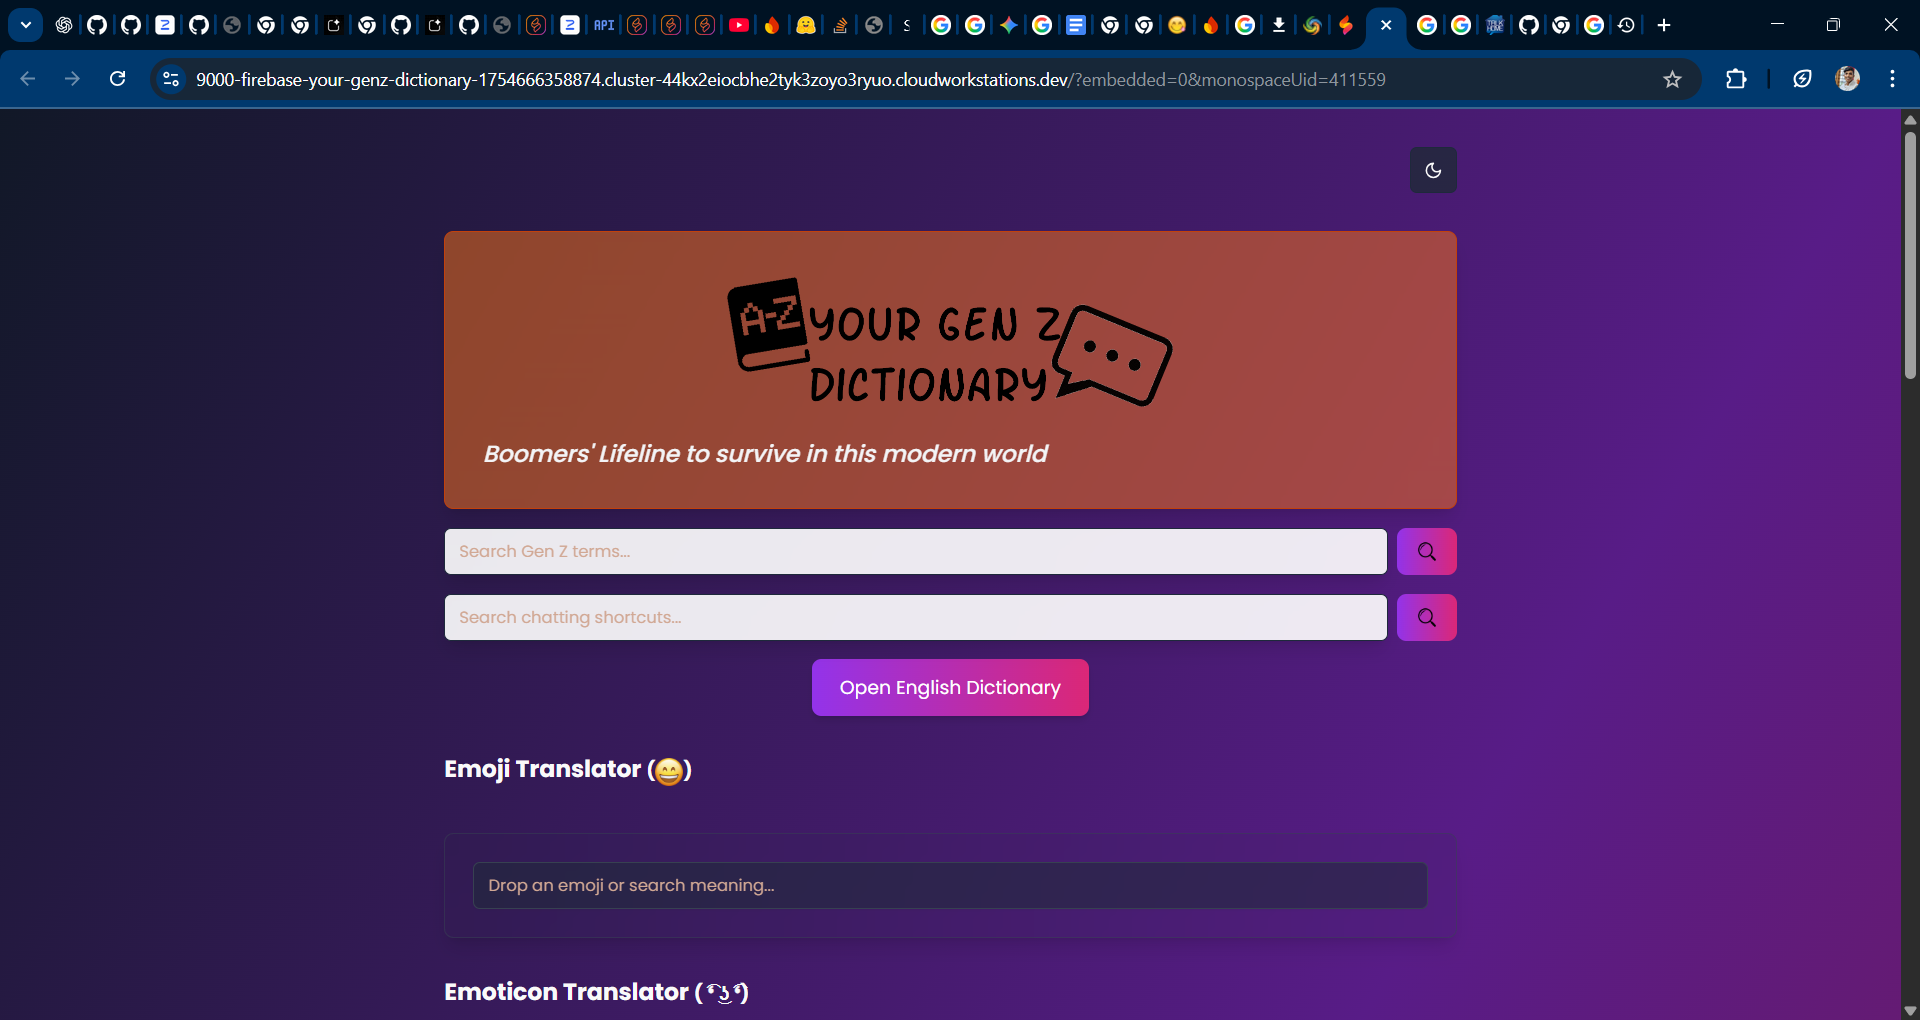 API
S
9000-firebase-your-genz-dictionary-1754666358874.cluster-44kx2eiocbhe2tyk3zoyo3ryuo.cloudworkstations.dev/?embedded=0&monospaceUid=411559
A-Z
YOUR GEN Z
DICTIONARY
Boomers' Lifeline to survive in this modern world
Search Gen Z terms...
Search chatting shortcuts...
Open English Dictionary
Emoji Translator (😄)
Drop an emoji or search meaning...
Emoticon Translator ( ͡° ͜ʖ ͡°)